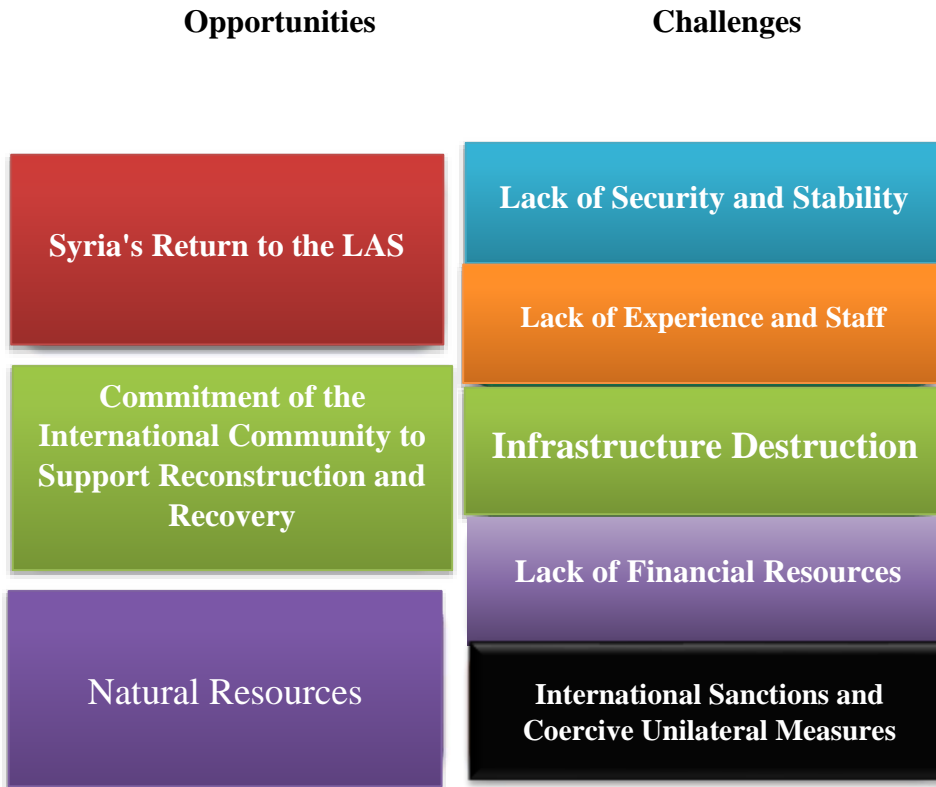 Opportunities
Challenges
Syria's Return to the LAS
Commitment of the
International Community to
Support Reconstruction and
Recovery
Natural Resources
Lack of Security and Stability
Lack of Experience and Staff
Infrastructure Destruction
Lack of Financial Resources
International Sanctions and
Coercive Unilateral Measures